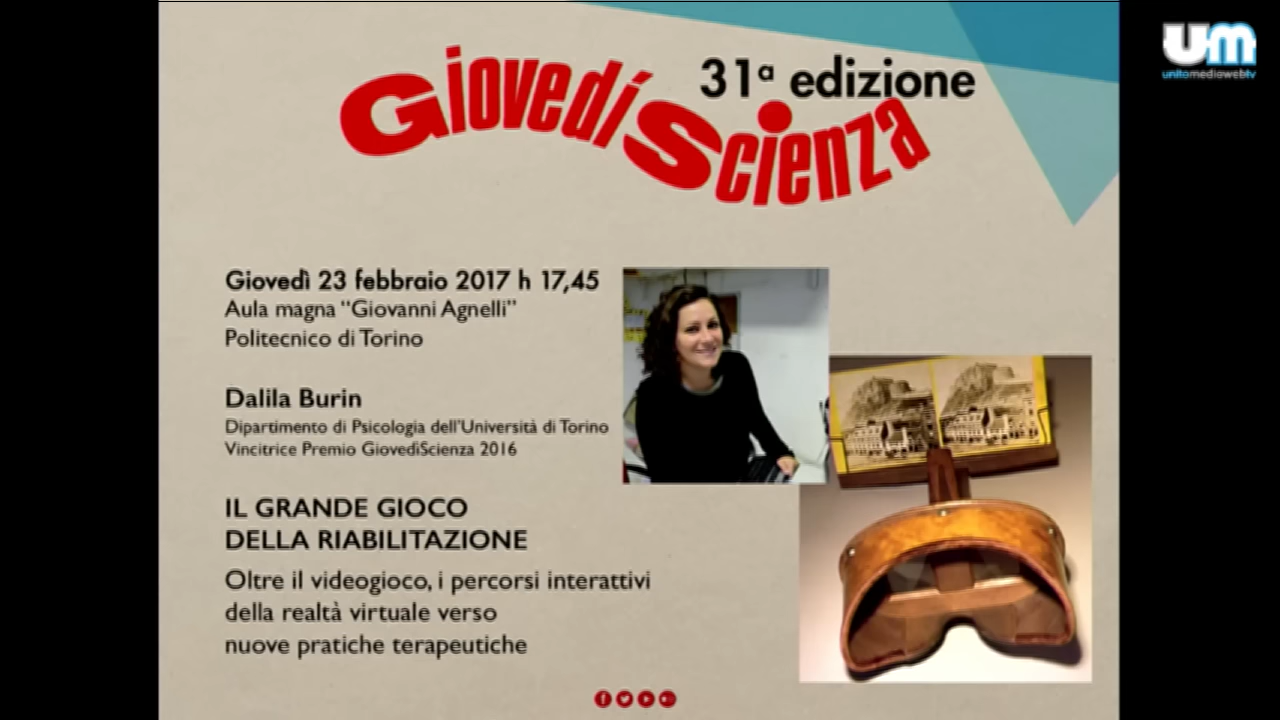 um
unitomediawebtv
31ª edizione
GiovedìScienza
Giovedì 23 febbraio 2017 h 17,45
Aula magna “Giovanni Agnelli”
Politecnico di Torino
Dalila Burin
Dipartimento di Psicologia dell'Università di Torino
Vincitrice Premio GiovedìScienza 2016
IL GRANDE GIOCO
DELLA RIABILITAZIONE
Oltre il videogioco, i percorsi interattivi
della realtà virtuale verso
nuove pratiche terapeutiche